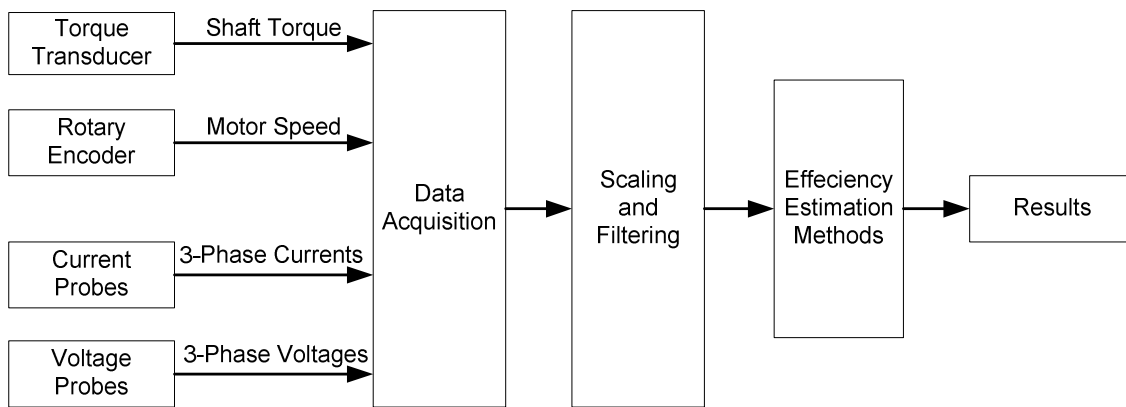 Torque
Transducer
Shaft Torque
Rotary
Encoder
Motor Speed
Current
Probes
3-Phase Currents
Voltage
Probes
3-Phase Voltages
Data
Acquisition
Scaling
and
Filtering
Effeciency
Estimation
Methods
Results